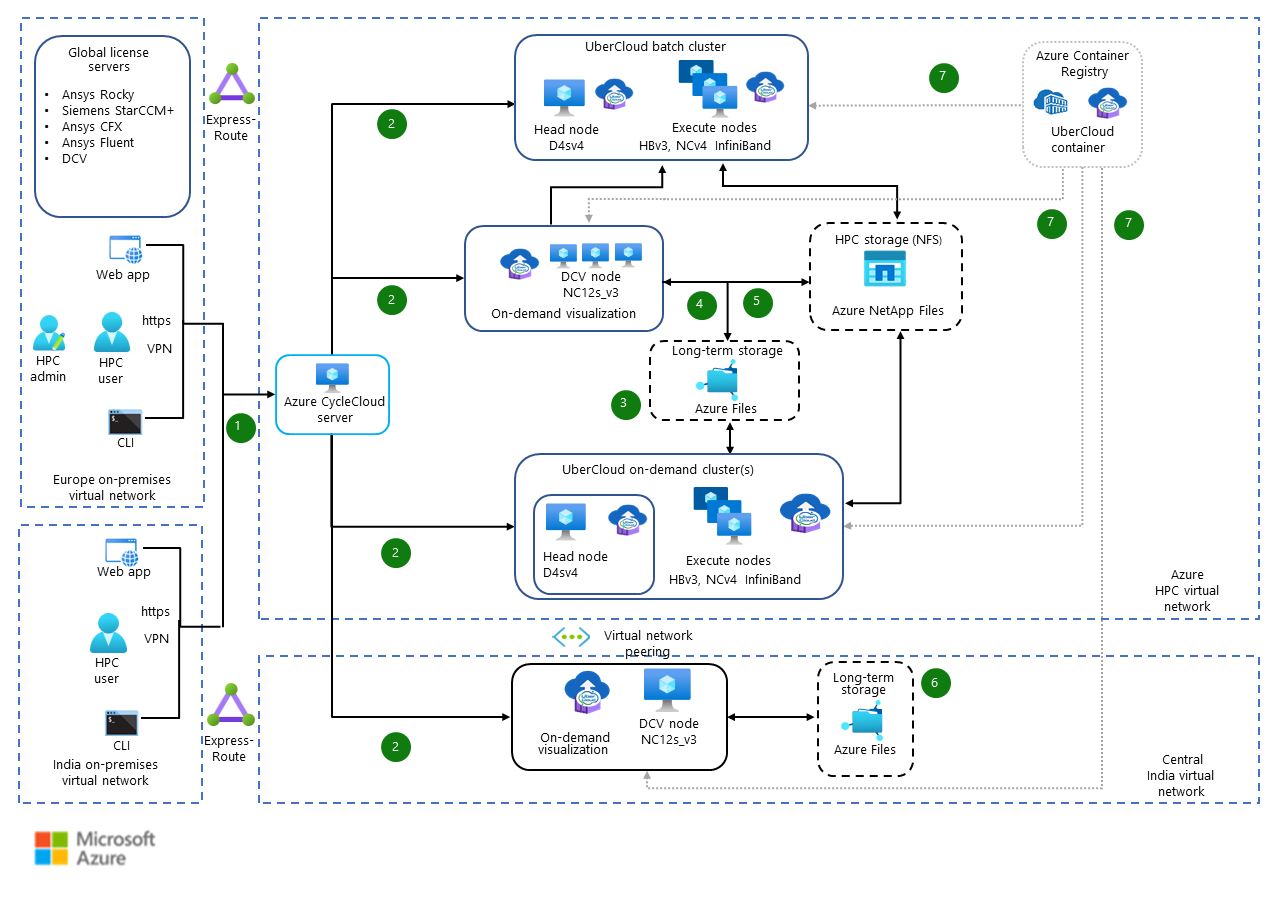 Global license
servers
• Ansys Rocky
• Siemens StarCCM+
• Ansys CFX
• Ansys Fluent
• DCV
Web app
https
VPN
HPC
admin
HPC
user
CLI
Europe on-premises
virtual network
Express-
Route
1
Web app
https
VPN
HPC
user
CLI
India on-premises
virtual network
Express-
Route
Azure CycleCloud
server
2
2
2
2
UberCloud batch cluster
Head node
D4sv4
Execute nodes
HBv3, NCv4 InfiniBand
7
Azure Container
Registry
UberCloud
container
7
7
DCV node
NC12s_v3
On-demand visualization
4
5
HPC storage (NFS)
Azure NetApp Files
3
Long-term storage
Azure Files
UberCloud on-demand cluster(s)
Head node
D4sv4
Execute nodes
HBv3, NCv4 InfiniBand
Azure
HPC virtual
network
Virtual network
peering
On-demand
visualization
DCV node
NC12s_v3
Long-term
storage
Azure Files
6
Central
India virtual
network
Microsoft
Azure